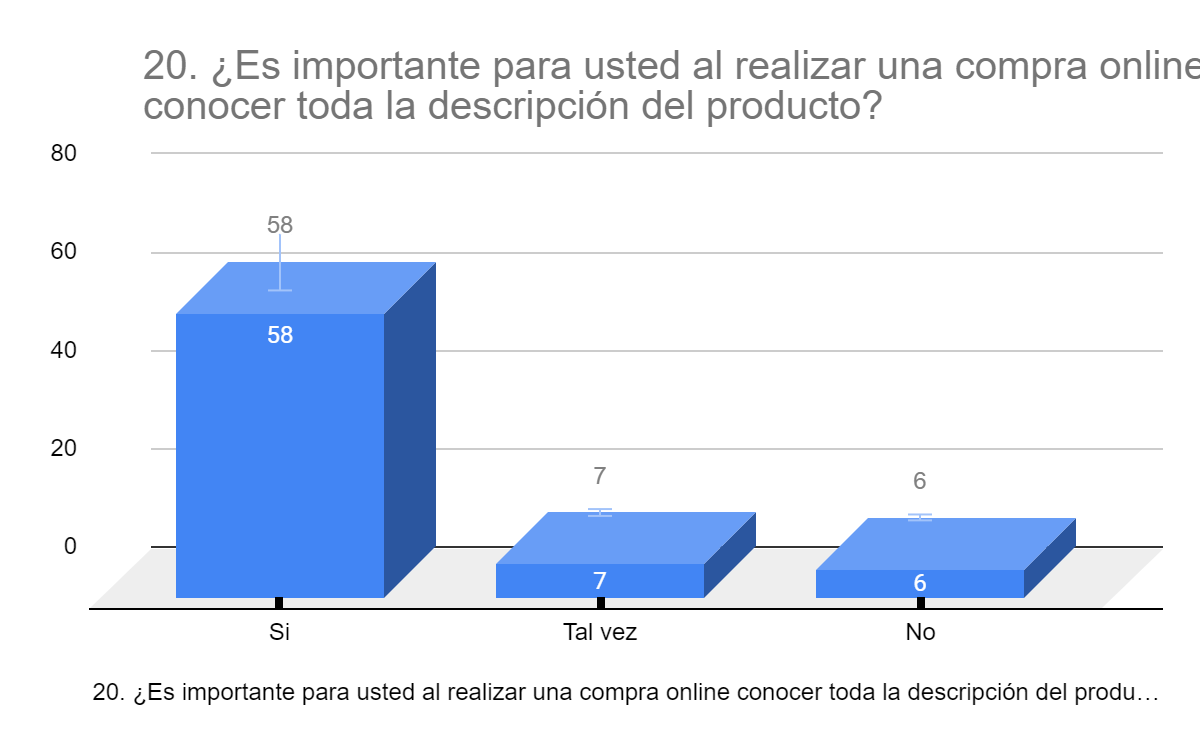 20. ¿Es importante para usted al realizar una compra online
conocer toda la descripción del producto?
80
60
40
20
0
58
58
7
7
6
6
Si
Tal vez
No
20. ¿Es importante para usted al realizar una compra online conocer toda la descripción del produ…